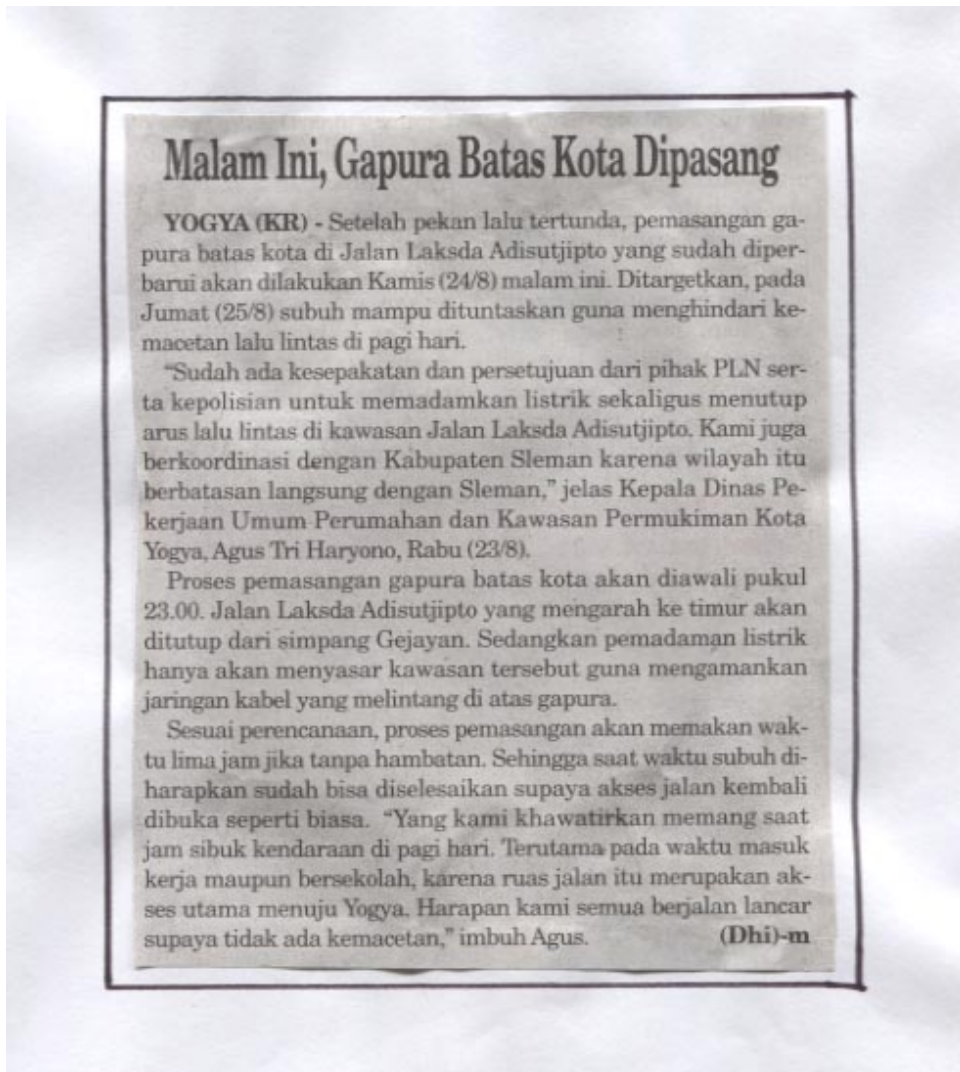 Malam Ini, Gapura Batas Kota Dipasang
YOGYA (KR) - Setelah pekan lalu tertunda, pemasangan ga-
pura batas kota di Jalan Laksda Adisutjipto yang sudah diper-
barui akan dilakukan Kamis (24/8) malam ini. Ditargetkan, pada
Jumat (25/8) subuh mampu dituntaskan guna menghindari ke-
macetan lalu lintas di pagi hari.
"Sudah ada kesepakatan dan persetujuan dari pihak PLN ser-
ta kepolisian untuk memadamkan listrik sekaligus menutup
arus lalu lintas di kawasan Jalan Laksda Adisutjipto. Kami juga
berkoordinasi dengan Kabupaten Sleman karena wilayah itu
berbatasan langsung dengan Sleman," jelas Kepala Dinas Pe-
kerjaan Umum Perumahan dan Kawasan Permukiman Kota
Yogya, Agus Tri Haryono, Rabu (23/8).
Proses pemasangan gapura batas kota akan diawali pukul
23.00. Jalan Laksda Adisutjipto yang mengarah ke timur akan
ditutup dari simpang Gejayan. Sedangkan pemadaman listrik
hanya akan menyasar kawasan tersebut guna mengamankan
jaringan kabel yang melintang di atas gapura.
Sesuai perencanaan, proses pemasangan akan memakan wak-
tu lima jam jika tanpa hambatan. Sehingga saat waktu subuh di-
harapkan sudah bisa diselesaikan supaya akses jalan kembali
dibuka seperti biasa. "Yang kami khawatirkan memang saat
jam sibuk kendaraan di pagi hari. Terutama pada waktu masuk
kerja maupun bersekolah, karena ruas jalan itu merupakan ak-
ses utama menuju Yogya. Harapan kami semua berjalan lancar
supaya tidak ada kemacetan," imbuh Agus. (Dhi)-m